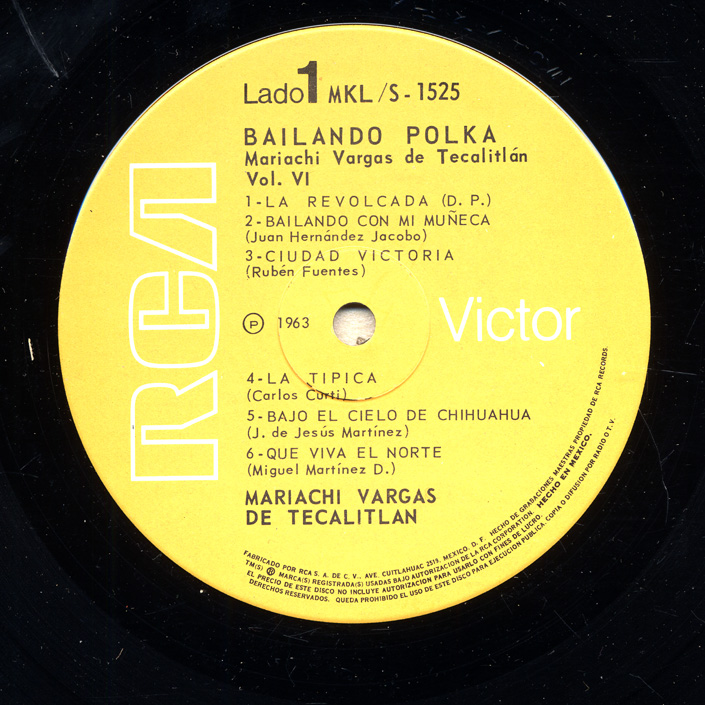 Lado 1 MKL/S-1525
BAILANDO POLKA
Mariachi Vargas de Tecalitlán
Vol. VI
1-LA REVOLCADA (D. P.)
2-BAILANDO CON MI MUÑECA
(Juan Hernández Jacobo)
3-CIUDAD VICTORIA
(Rubén Fuentes)
RCA
Ⓟ 1963
Victor
4-LA TIPICA
(Carlos Curti)
5-BAJO EL CIELO DE CHIHUAHUA
(J. de Jesús Martínez)
6-QUE VIVA EL NORTE
(Miguel Martínez D.)
MARIACHI VARGAS
DE TECALITLAN
FABRICADO POR RCA S. A. DE C. V., AVE. CUITLAHUAC 2519, MEXICO, D. F. HECHO DE GRABACIONES MAESTRAS PROPIEDAD DE RCA RECORDS.
TM(S) ® MARCA(S) REGISTRADA(S) USADAS BAJO AUTORIZACION DE LA RCA CORPORATION. HECHO EN MEXICO.
EL PRECIO DE ESTE DISCO NO INCLUYE AUTORIZACION PARA USARLO CON FINES DE LUCRO.
DERECHOS RESERVADOS. QUEDA PROHIBIDO EL USO DE ESTE DISCO PARA EJECUCION PUBLICA, COPIA O DIFUSION POR RADIO O T.V.